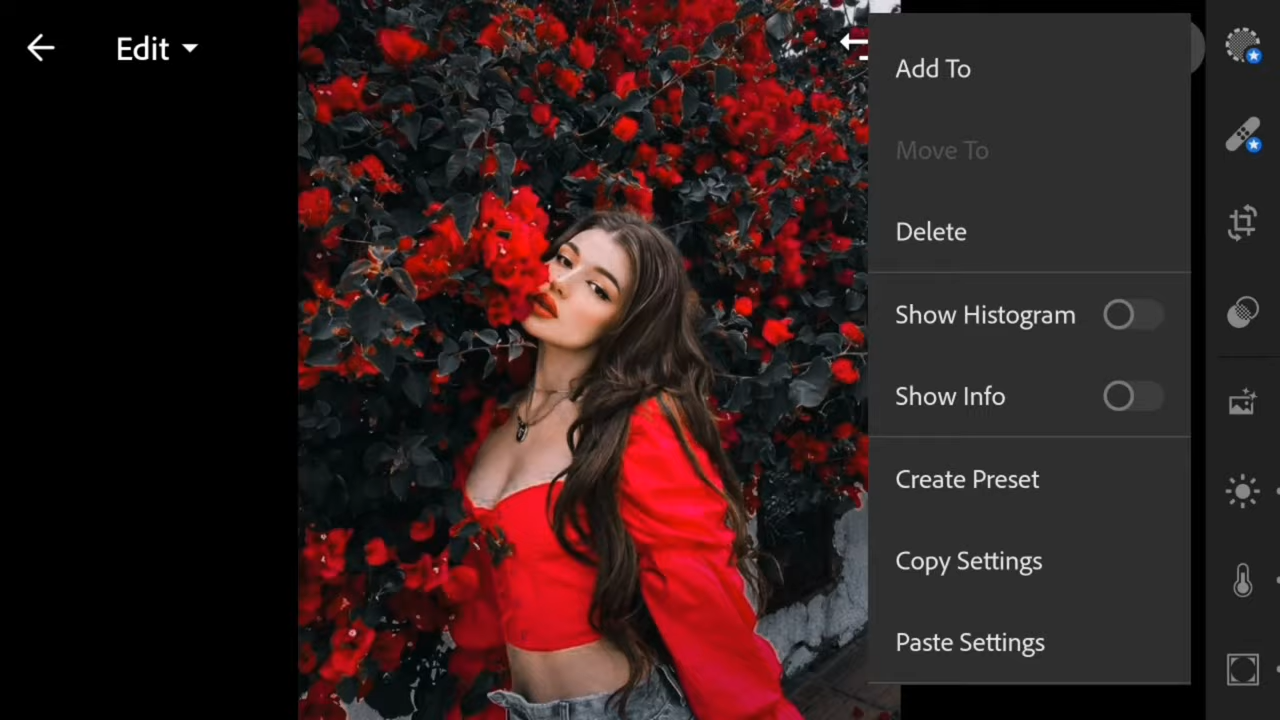 Edit
Add To
Move To
Delete
Show Histogram
Show Info
Create Preset
Copy Settings
Paste Settings